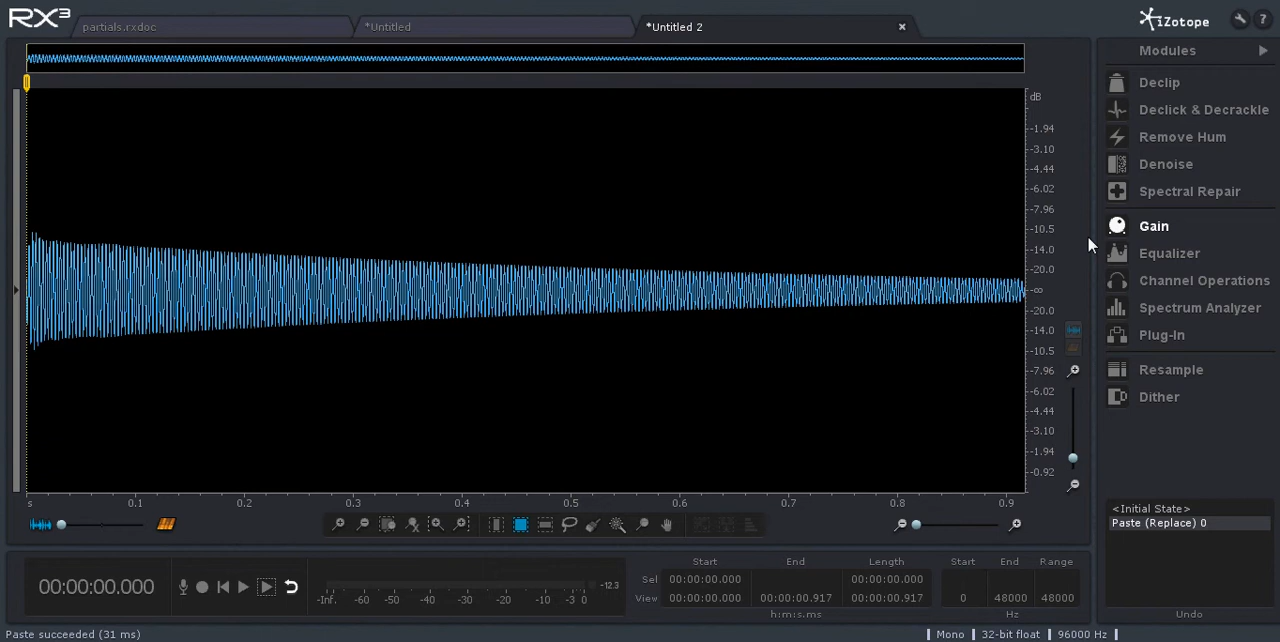 RX3
partials.rxdoc
*Untitled
*Untitled 2
iZotope
?
Modules
Declip
Declick & Decrackle
Remove Hum
Denoise
Spectral Repair
Gain
Equalizer
Channel Operations
Spectrum Analyzer
Plug-In
Resample
Dither
dB
-1.94
-3.10
-4.44
-6.02
-7.96
-10.5
-14.0
-20.0
-∞
-20.0
-14.0
-10.5
-7.96
-6.02
-4.44
-3.10
-1.94
-0.92
s 0.1 0.2 0.3 0.4 0.5 0.6 0.7 0.8 0.9
<Initial State>
Paste (Replace) 0
Undo
00:00:00.000
-Inf. -60 -50 -40 -30 -20 -10 -3 0
-12.3
Start End Length Start End Range
Sel 00:00:00.000 00:00:00.000
View 00:00:00.000 00:00:00.917 00:00:00.917 0 48000 48000
h:m:s.ms Hz
Paste succeeded (31 ms)
Mono 32-bit float 96000 Hz